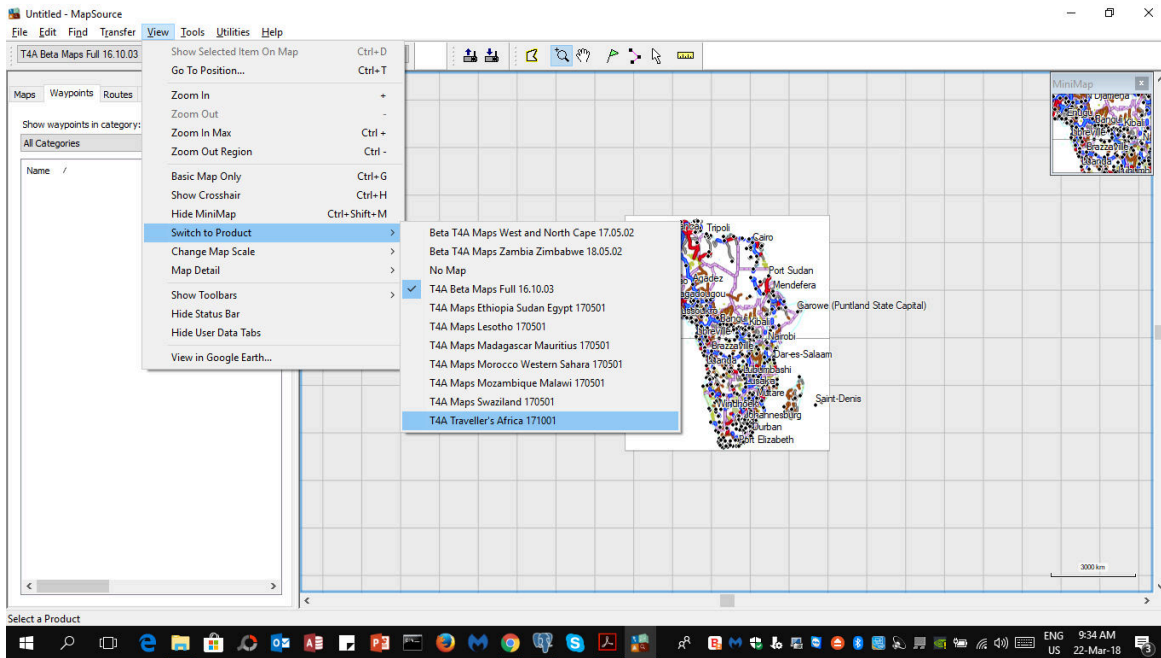 Untitled - MapSource
File Edit Find Transfer View Tools Utilities Help
T4A Beta Maps Full 16.10.03
Maps Waypoints Routes
Show waypoints in category:
All Categories
Name /
Show Selected Item On Map Ctrl+D
Go To Position... Ctrl+T
Zoom In +
Zoom Out -
Zoom In Max Ctrl +
Zoom Out Region Ctrl -
Basic Map Only Ctrl+G
Show Crosshair Ctrl+H
Hide MiniMap Ctrl+Shift+M
Switch to Product >
Change Map Scale >
Map Detail >
Show Toolbars >
Hide Status Bar
Hide User Data Tabs
View in Google Earth...
Beta T4A Maps West and North Cape 17.05.02
Beta T4A Maps Zambia Zimbabwe 18.05.02
No Map
T4A Beta Maps Full 16.10.03
T4A Maps Ethiopia Sudan Egypt 170501
T4A Maps Lesotho 170501
T4A Maps Madagascar Mauritius 170501
T4A Maps Morocco Western Sahara 170501
T4A Maps Mozambique Malawi 170501
T4A Maps Swaziland 170501
T4A Traveller's Africa 171001
MiniMap
Brazzaville
Tripoli
Cairo
Agadez
Port Sudan
Mendefera
Garowe (Puntland State Capital)
Kibali
Nairobi
Brazzaville
Dar-es-Salaam
Luanda
Lubumbashi
Lusaka
Mutare
Windhoek
Saint-Denis
Johannesburg
Durban
Port Elizabeth
3000 km
Select a Product
ENG 9:34 AM
US 22-Mar-18